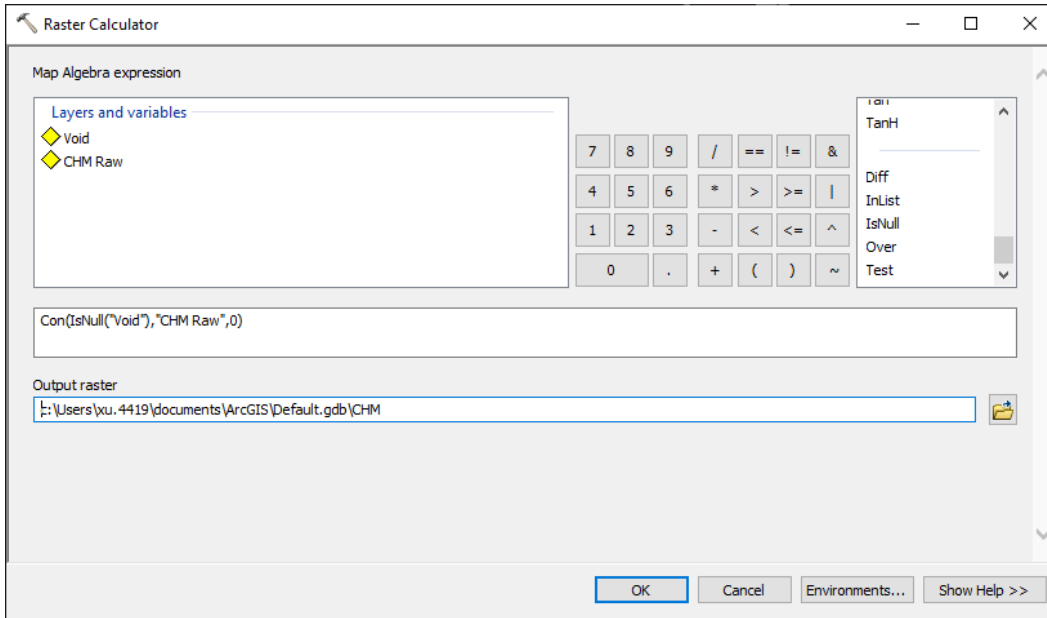 Raster Calculator
Map Algebra expression
Layers and variables
Void
CHM Raw
7 8 9 / == != &
4 5 6 * > >= |
1 2 3 - < <= ^
0 . + ( ) ~
TanH
Diff
InList
IsNull
Over
Test
Con(IsNull("Void"),"CHM Raw",0)
Output raster
:\Users\xu.4419\documents\ArcGIS\Default.gdb\CHM
OK Cancel Environments... Show Help >>